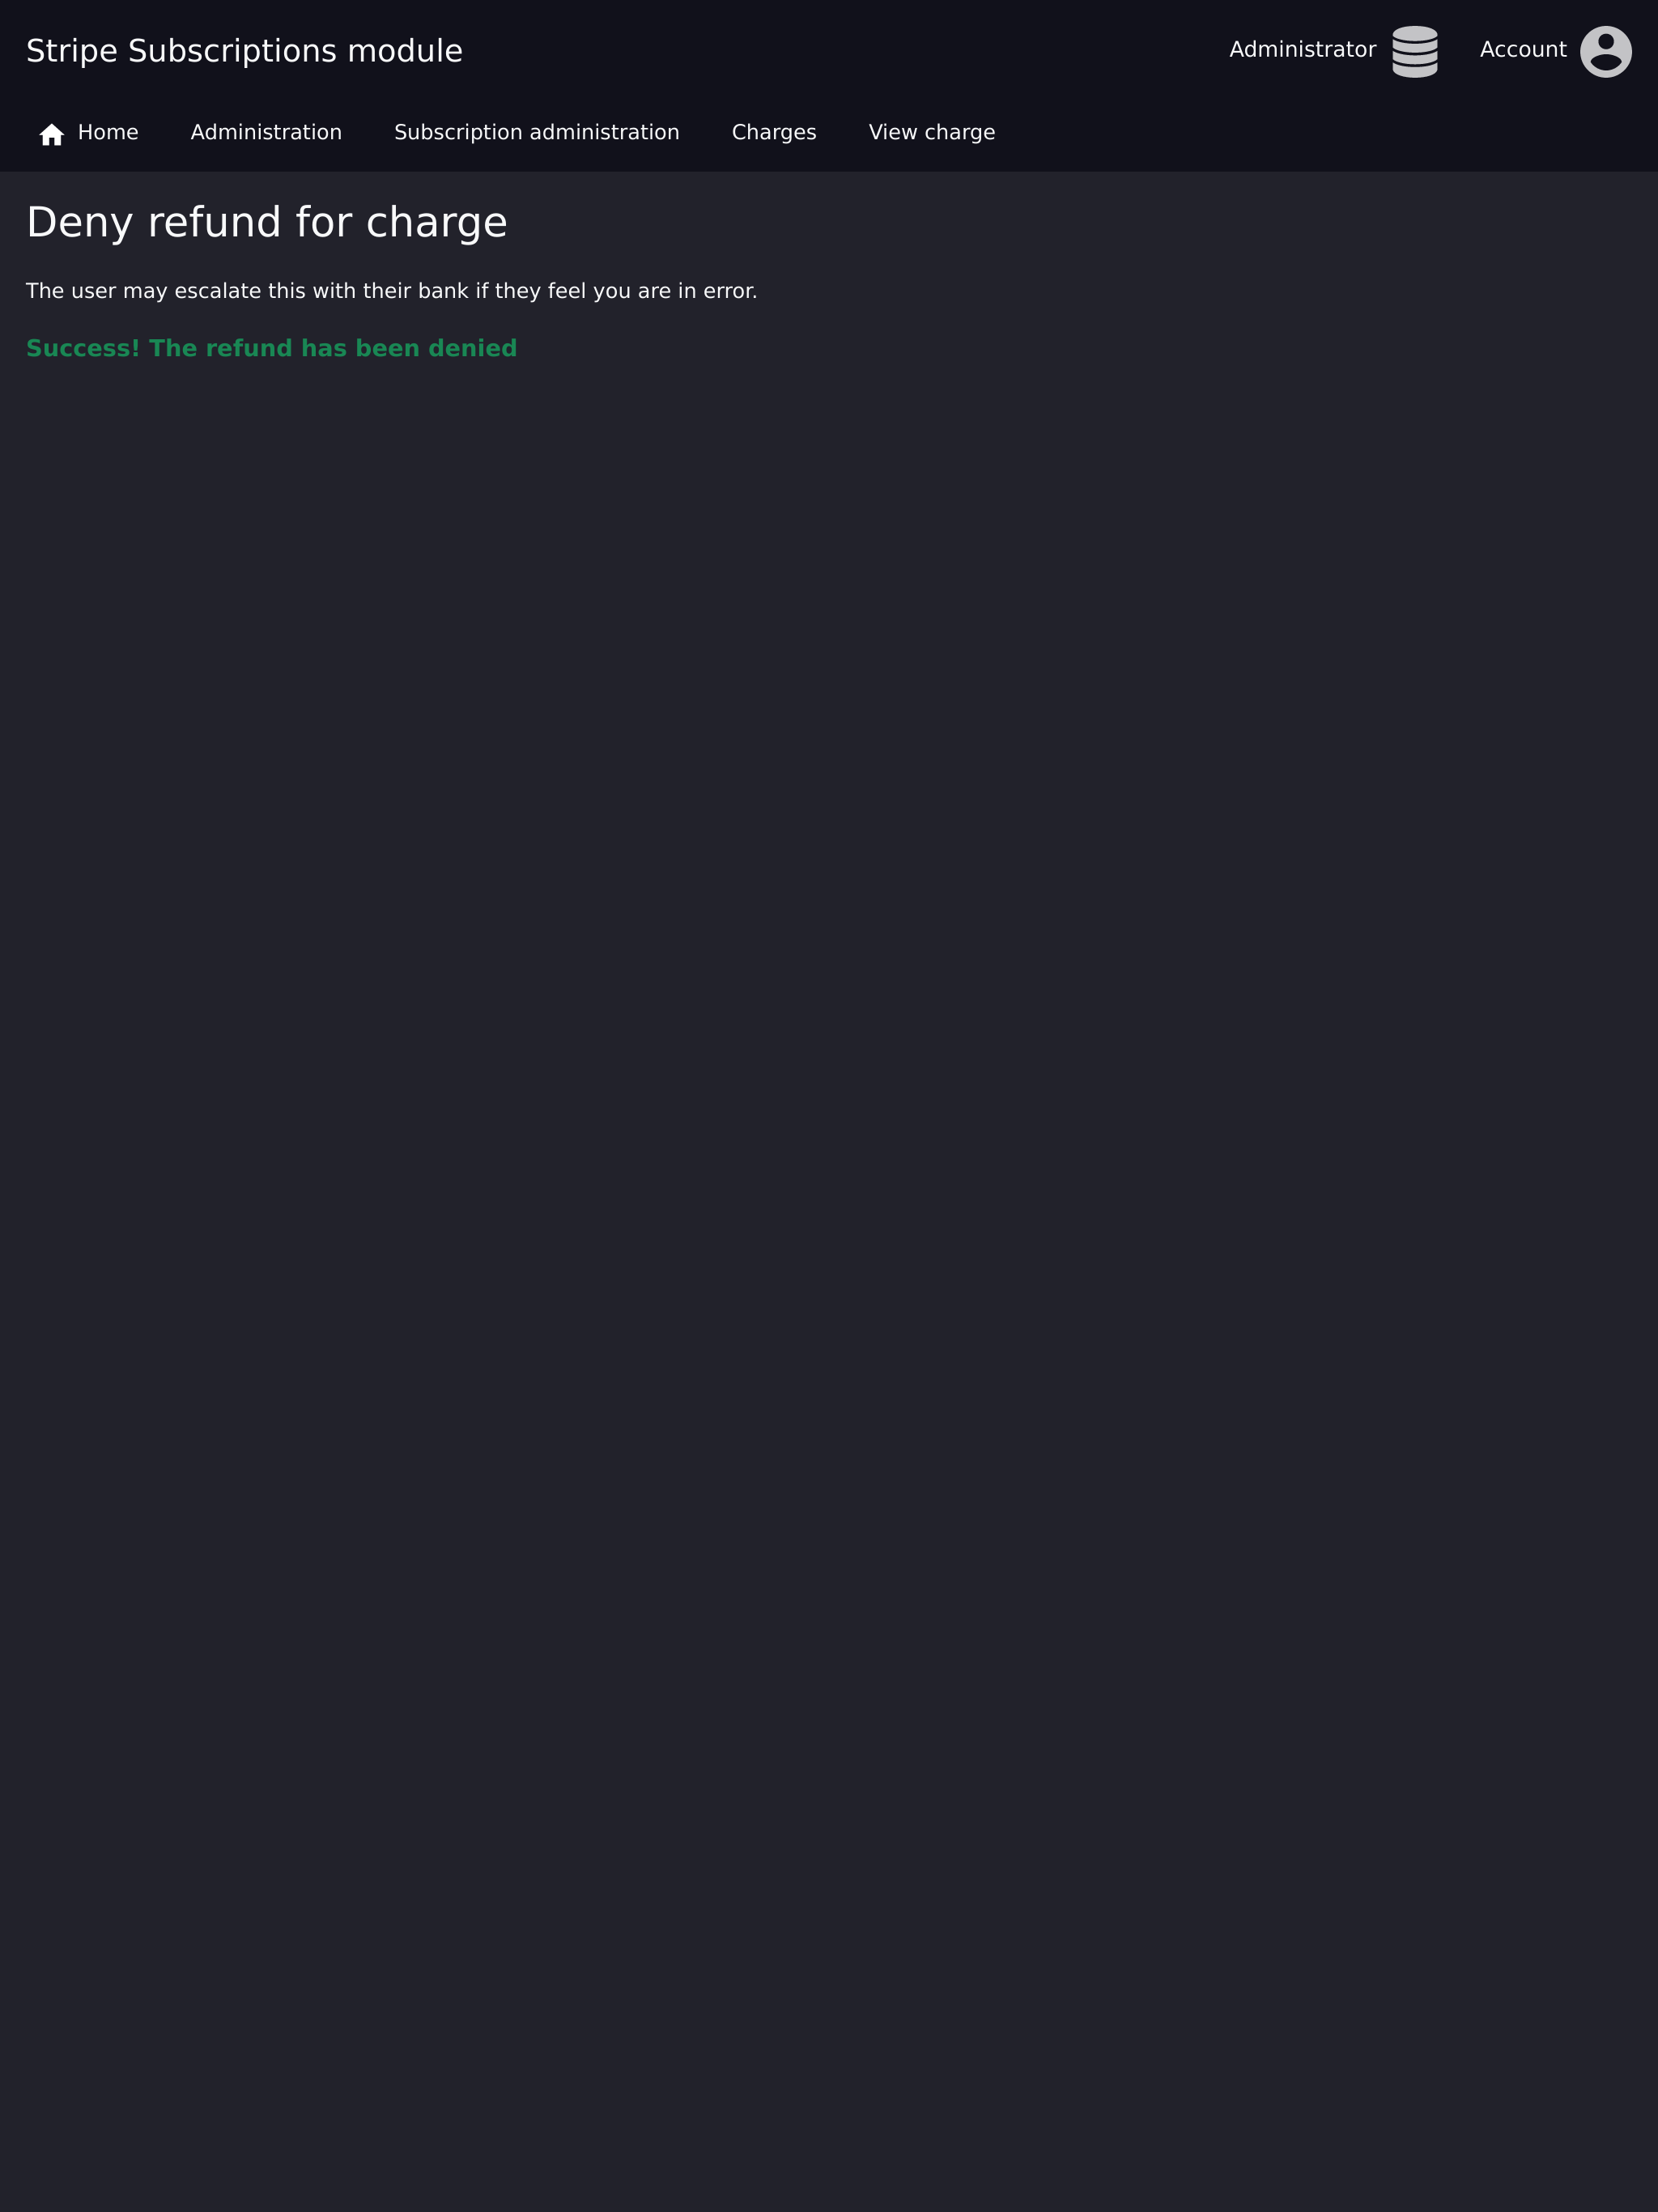 Stripe Subscriptions module
Administrator
Account
Home
Administration
Subscription administration
Charges
View charge
Deny refund for charge
The user may escalate this with their bank if they feel you are in error.
Success! The refund has been denied